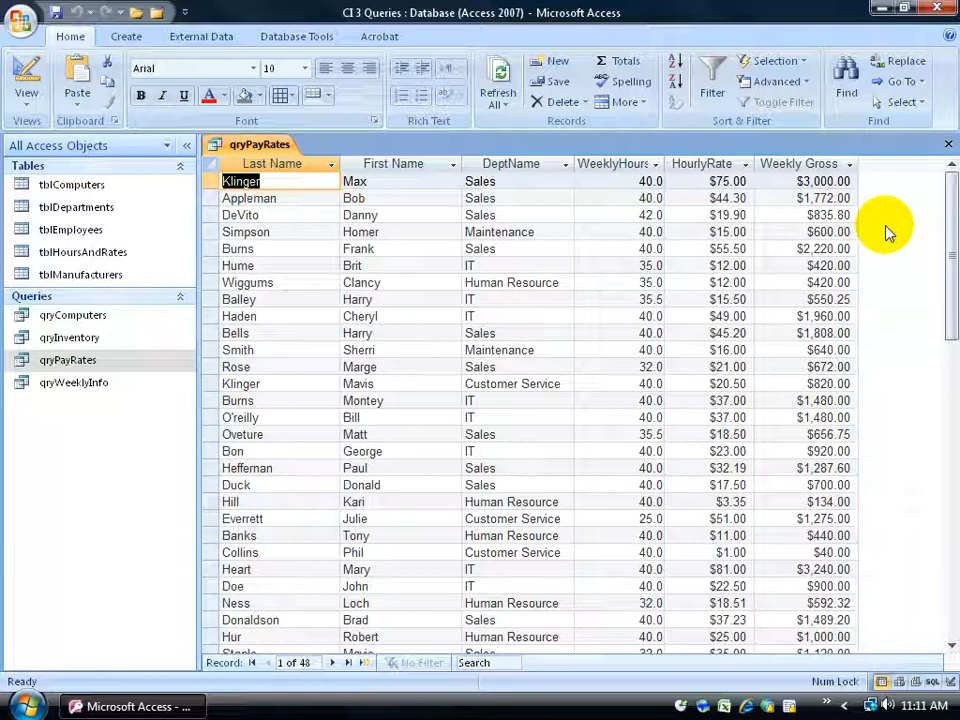 CI 3 Queries : Database (Access 2007) - Microsoft Access
Home Create External Data Database Tools Acrobat
View
Views
Paste
Clipboard
Arial 10
B I U A
Font
Rich Text
Refresh All
New Save Delete
Σ Totals Spelling More
Records
Filter
Selection Advanced Toggle Filter
Sort & Filter
Find
Replace Go To Select
Find
All Access Objects
Tables
tblComputers
tblDepartments
tblEmployees
tblHoursAndRates
tblManufacturers
Queries
qryComputers
qryInventory
qryPayRates
qryWeeklyInfo
qryPayRates
Last Name First Name DeptName WeeklyHours HourlyRate Weekly Gross
Klinger Max Sales 40.0 $75.00 $3,000.00
Appleman Bob Sales 40.0 $44.30 $1,772.00
DeVito Danny Sales 42.0 $19.90 $835.80
Simpson Homer Maintenance 40.0 $15.00 $600.00
Burns Frank Sales 40.0 $55.50 $2,220.00
Hume Brit IT 35.0 $12.00 $420.00
Wiggums Clancy Human Resource 35.0 $12.00 $420.00
Balley Harry IT 35.5 $15.50 $550.25
Haden Cheryl IT 40.0 $49.00 $1,960.00
Bells Harry Sales 40.0 $45.20 $1,808.00
Smith Sherri Maintenance 40.0 $16.00 $640.00
Rose Marge Sales 32.0 $21.00 $672.00
Klinger Mavis Customer Service 40.0 $20.50 $820.00
Burns Montey IT 40.0 $37.00 $1,480.00
O'reilly Bill IT 40.0 $37.00 $1,480.00
Oveture Matt Sales 35.5 $18.50 $656.75
Bon George IT 40.0 $23.00 $920.00
Heffernan Paul Sales 40.0 $32.19 $1,287.60
Duck Donald Sales 40.0 $17.50 $700.00
Hill Kari Human Resource 40.0 $3.35 $134.00
Everrett Julie Customer Service 25.0 $51.00 $1,275.00
Banks Tony Human Resource 40.0 $11.00 $440.00
Collins Phil Customer Service 40.0 $1.00 $40.00
Heart Mary IT 40.0 $81.00 $3,240.00
Doe John IT 40.0 $22.50 $900.00
Ness Loch Human Resource 32.0 $18.51 $592.32
Donaldson Brad Sales 40.0 $37.23 $1,489.20
Hur Robert Human Resource 40.0 $25.00 $1,000.00
Record: 1 of 48 No Filter Search
Ready Num Lock SQL
Microsoft Access - ... 11:11 AM